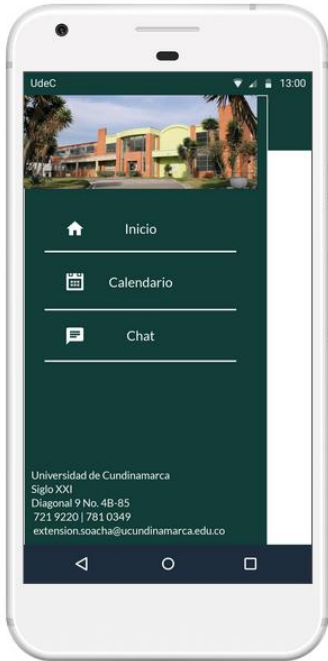 UdeC
13:00
Inicio
Calendario
Chat
Universidad de Cundinamarca
Siglo XXI
Diagonal 9 No. 4B-85
721 9220 | 781 0349
extension.soacha@ucundinamarca.edu.co